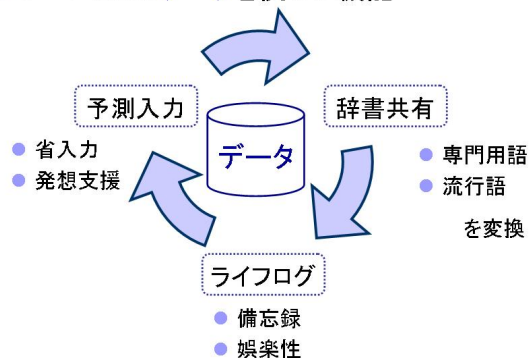 予測入力
辞書共有
データ
省入力
発想支援
専門用語
流行語
を変換
ライフログ
備忘録
娯楽性